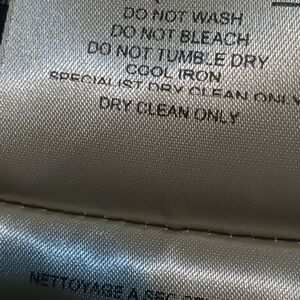 DO NOT WASH
DO NOT BLEACH
DO NOT TUMBLE DRY
COOL IRON
SPECIALIST DRY CLEAN ONLY
DRY CLEAN ONLY
NETTOYAGE A SEC